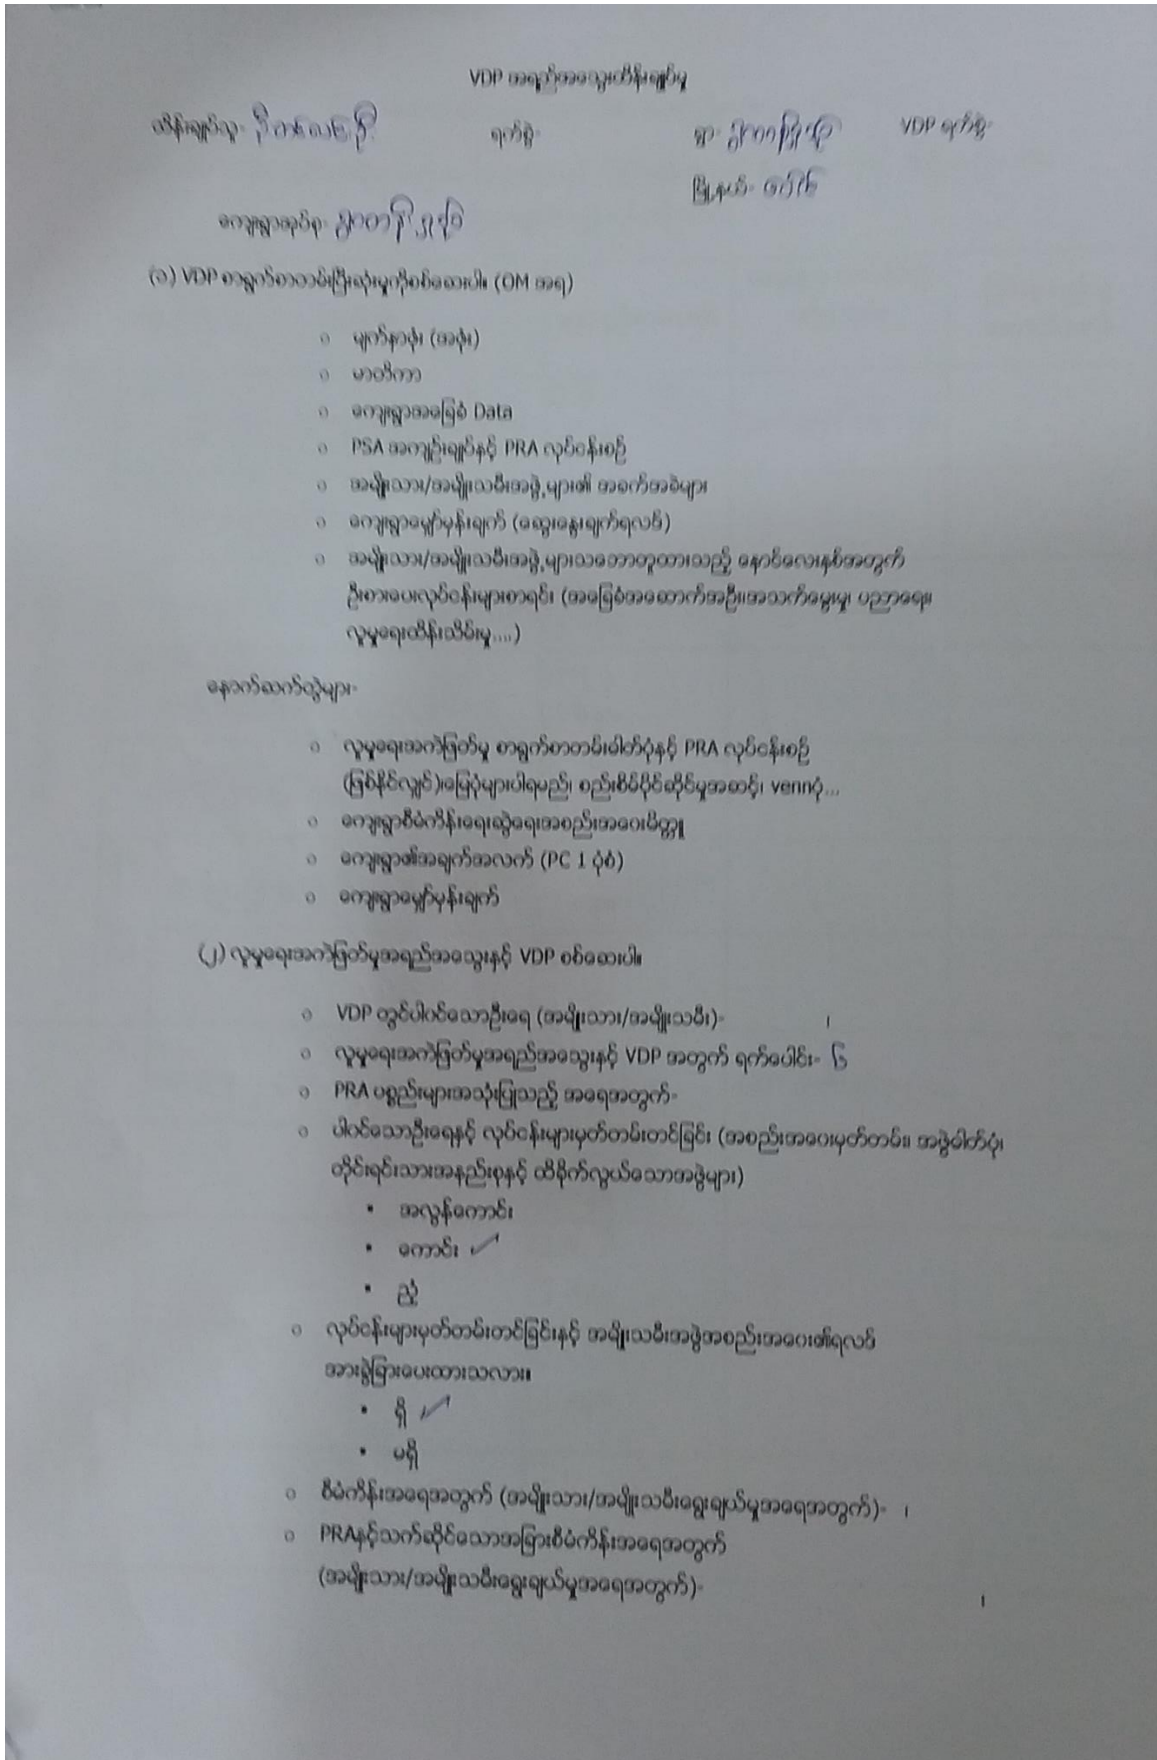 VDP အရည်အသွေးထိန်းချုပ်မှု
ထိန်းချုပ်သူ- ရက်စွဲ- ရွာ- VDP ရက်စွဲ-
မြို့နယ်-
ကျေးရွာအုပ်စု-
(၁) VDP စာရွက်စာတမ်းပြီးဆုံးမှုကိုစစ်ဆေးပါ။ (OM အရ)
○ မျက်နှာဖုံး (အဖုံး)
○ မာတိကာ
○ ကျေးရွာအခြေခံ Data
○ PSA အကျဉ်းချုပ်နှင့် PRA လုပ်ငန်းစဉ်
○ အမျိုးသား/အမျိုးသမီးအဖွဲ့များ၏ အခက်အခဲများ
○ ကျေးရွာမျှော်မှန်းချက် (ဆွေးနွေးချက်ရလဒ်)
○ အမျိုးသား/အမျိုးသမီးအဖွဲ့များသဘောတူထားသည့် နောင်လေးနှစ်အတွက်
ဦးစားပေးလုပ်ငန်းများစာရင်း (အခြေခံအဆောက်အဦး၊အသက်မွေးမှု၊ ပညာရေး၊
လူမှုရေးထိန်းသိမ်းမှု....)
နောက်ဆက်တွဲများ-
○ လူမှုရေးအကဲဖြတ်မှု စာရွက်စာတမ်းဓါတ်ပုံနှင့် PRA လုပ်ငန်းစဉ်
(ဖြစ်နိုင်လျှင်)၊မြေပုံများပါရမည်၊ စည်းစိမ်ပိုင်ဆိုင်မှုအဆင့်၊ vennပုံ...
○ ကျေးရွာစီမံကိန်းရေးဆွဲရေးအစည်းအဝေးမိတ္တူ
○ ကျေးရွာ၏အချက်အလက် (PC 1 ပုံစံ)
○ ကျေးရွာမျှော်မှန်းချက်
(၂) လူမှုရေးအကဲဖြတ်မှုအရည်အသွေးနှင့် VDP စစ်ဆေးပါ။
○ VDP တွင်ပါဝင်သောဦးရေ (အမျိုးသား/အမျိုးသမီး)- ၊
○ လူမှုရေးအကဲဖြတ်မှုအရည်အသွေးနှင့် VDP အတွက် ရက်ပေါင်း-
○ PRA ပစ္စည်းများအသုံးပြုသည့် အရေအတွက်-
○ ပါဝင်သောဦးရေနှင့် လုပ်ငန်းများမှတ်တမ်းတင်ခြင်း (အစည်းအဝေးမှတ်တမ်း၊ အဖွဲ့ဓါတ်ပုံ၊
တိုင်းရင်းသားအနည်းစုနှင့် ထိခိုက်လွယ်သောအဖွဲ့များ)
▪ အလွန်ကောင်း
▪ ကောင်း ✓
▪ ညံ့
○ လုပ်ငန်းများမှတ်တမ်းတင်ခြင်းနှင့် အမျိုးသမီးအဖွဲ့အစည်းအဝေး၏ရလဒ်
အားခွဲခြားပေးထားသလား။
▪ ရှိ ✓
▪ မရှိ
○ စီမံကိန်းအရေအတွက် (အမျိုးသား/အမျိုးသမီးရွေးချယ်မှုအရေအတွက်)- ၊
○ PRAနှင့်သက်ဆိုင်သောအခြားစီမံကိန်းအရေအတွက်
(အမျိုးသား/အမျိုးသမီးရွေးချယ်မှုအရေအတွက်)- ၊